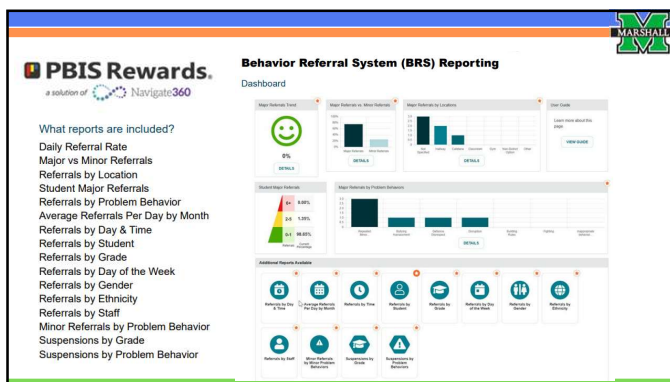 MARSHALL
PBIS Rewards.
a solution of Navigate360
What reports are included?
Daily Referral Rate
Major vs Minor Referrals
Referrals by Location
Student Major Referrals
Referrals by Problem Behavior
Average Referrals Per Day by Month
Referrals by Day & Time
Referrals by Student
Referrals by Grade
Referrals by Day of the Week
Referrals by Gender
Referrals by Ethnicity
Referrals by Staff
Minor Referrals by Problem Behavior
Suspensions by Grade
Suspensions by Problem Behavior
Behavior Referral System (BRS) Reporting
Dashboard
Major Referrals Trend
0%
DETAILS
Major Referrals vs. Minor Referrals
Major Referrals Minor Referrals
DETAILS
Major Referrals by Locations
DETAILS
User Guide
Learn more about this
page
VIEW GUIDE
Student Major Referrals
6+ 0.00%
2-5 1.35%
0-1
Referrals
Percentage
Major Referrals by Problem Behaviors
DETAILS
Additional Reports Available
Referrals by Day
& Time
Average Referrals
Per Day by Month
Referrals by Time
Referrals by
Student
Referrals by
Grade
Referrals by Day
of the Week
Referrals by
Gender
Referrals by
Ethnicity
Referrals by Staff
Minor Referrals
by Minor Problem
Behaviors
Suspensions by
Grade
Suspensions by
Problem
Behaviors